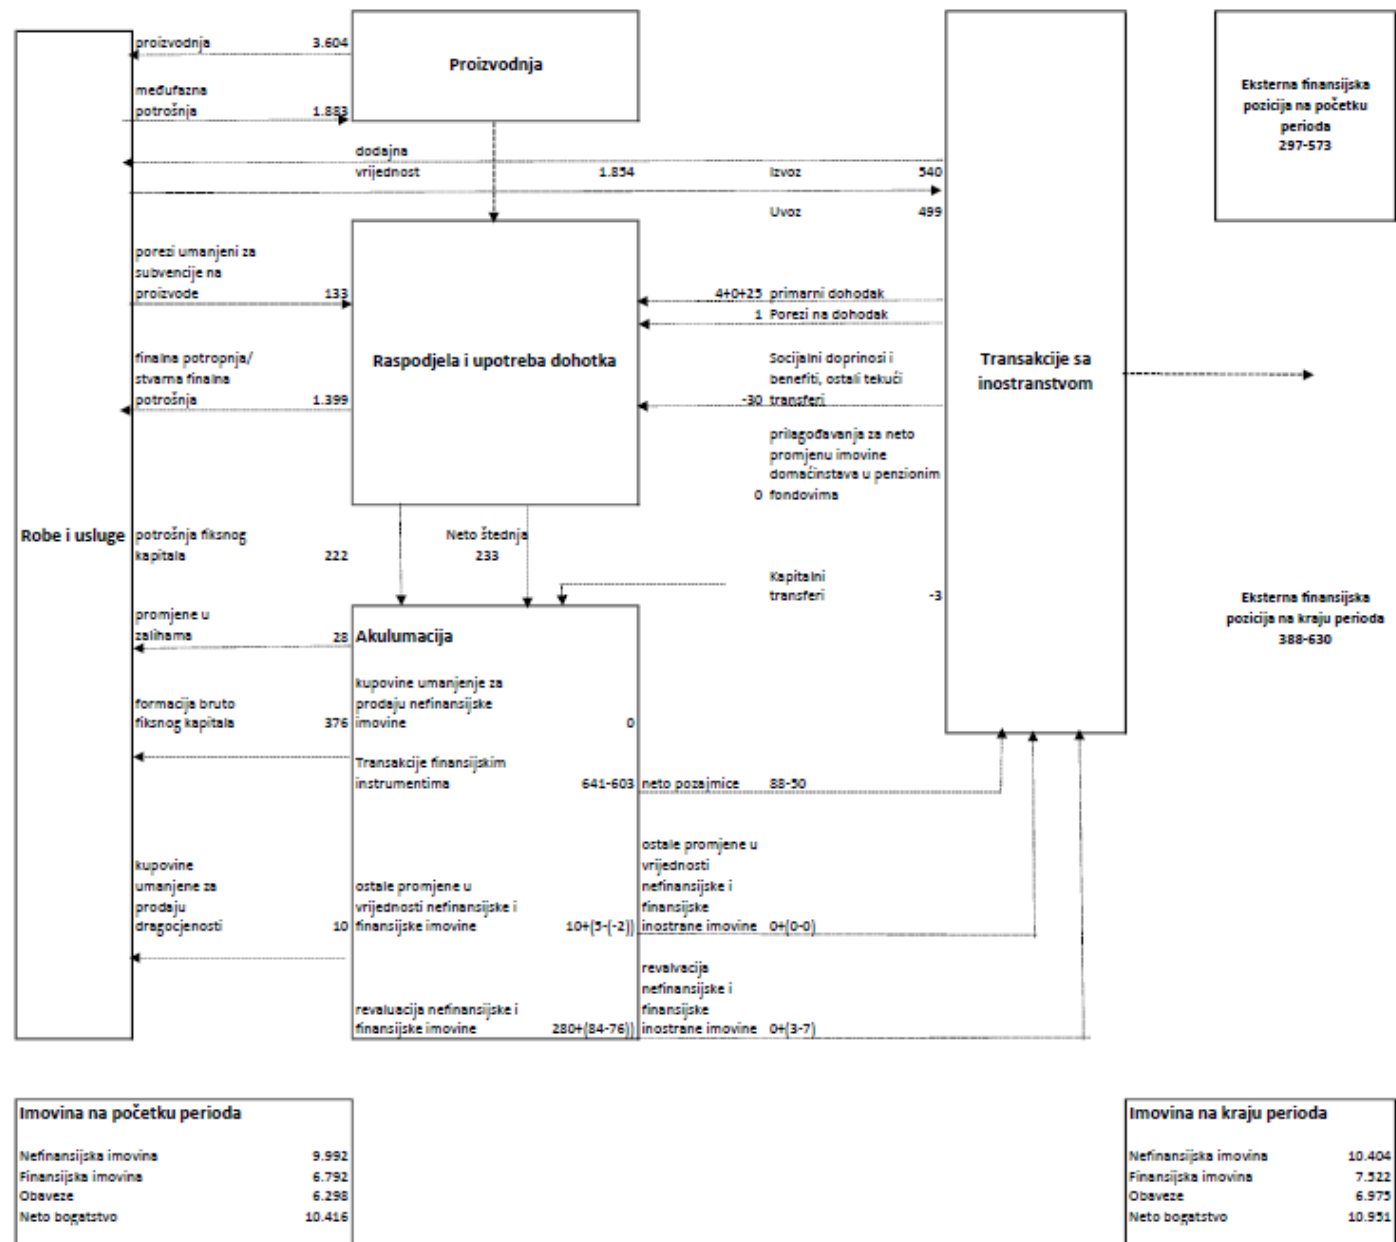 proizvodnja 3.604
Proizvodnja
međufazna
potrošnja 1.883
Eksterna finansijska
pozicija na početku
perioda
297-573
dodajna
vrijednost 1.834
Izvoz 540
Uvoz 499
porezi umanjeni za
subvencije na
proizvode 133
4+0+25 primarni dohodak
1 Porezi na dohodak
finalna potropnja/
stvarna finalna
potrošnja 1.399
Raspodjela i upotreba dohotka
Socijalni doprinosi i
benefiti, ostali tekući
-30 transferi
Transakcije sa
inostranstvom
prilagođavanja za neto
promjenu imovine
domaćinstava u penzionim
0 fondovima
Robe i usluge
potrošnja fiksnog
kapitala 222
Neto štednja
233
Kapitalni
transferi -3
Eksterna finansijska
pozicija na kraju perioda
388-630
promjene u
zalihama 28
Akulumacija
kupovine umanjenje za
prodaju nefinansijske
imovine 0
formacija bruto
fiksnog kapitala 376
Transakcije finansijskim
instrumentima 641-603
neto pozajmice 88-50
kupovine
umanjene za
prodaju
dragocjenosti 10
ostale promjene u
vrijednosti nefinansijske i
finansijske imovine 10+(5-(-2))
ostale promjene u
vrijednosti
nefinansijske i
finansijske
inostrane imovine 0+(0-0)
revaluacija nefinansijske i
finansijske imovine 280+(84-76))
revalvacija
nefinansijske i
finansijske
inostrane imovine 0+(3-7)
Imovina na početku perioda
Nefinansijska imovina 9.992
Finansijska imovina 6.792
Obaveze 6.298
Neto bogatstvo 10.416
Imovina na kraju perioda
Nefinansijska imovina 10.404
Finansijska imovina 7.522
Obaveze 6.975
Neto bogatstvo 10.951